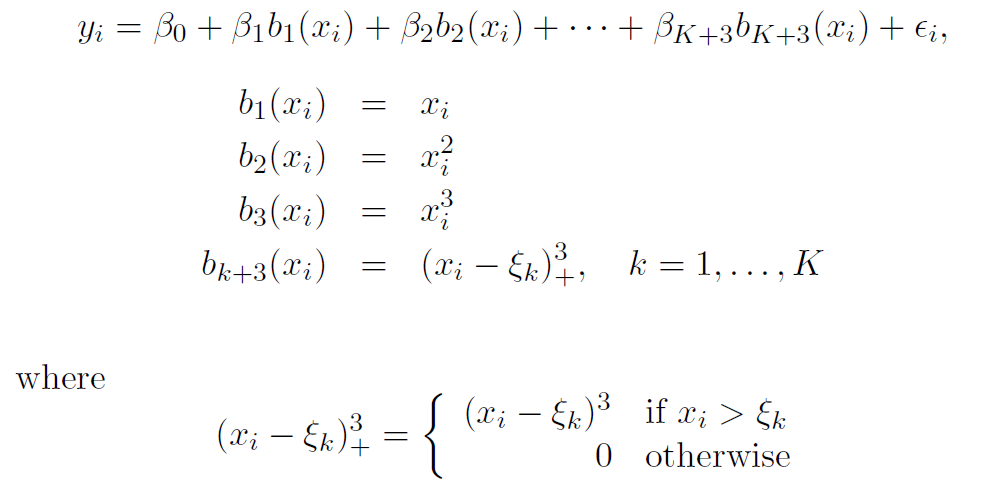 yᵢ = β₀ + β₁b₁(xᵢ) + β₂b₂(xᵢ) + ⋯ + β_{K+3}b_{K+3}(xᵢ) + ϵᵢ,
b₁(xᵢ) = xᵢ
b₂(xᵢ) = xᵢ²
b₃(xᵢ) = xᵢ³
b_{k+3}(xᵢ) = (xᵢ − ξₖ)³₊, k = 1, . . . , K
where
(xᵢ − ξₖ)³₊ = { (xᵢ − ξₖ)³ if xᵢ > ξₖ
0 otherwise